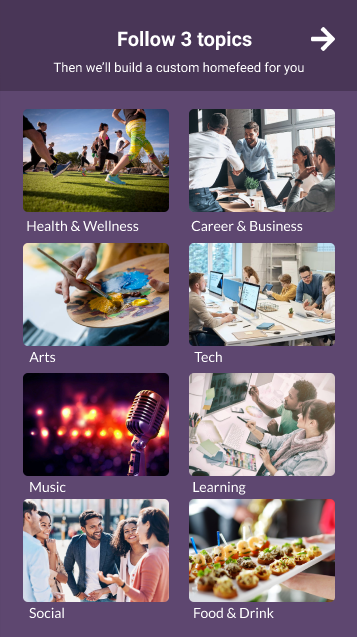 Follow 3 topics
Then we'll build a custom homefeed for you
Health & Wellness
Career & Business
Arts
Tech
Music
Learning
Social
Food & Drink